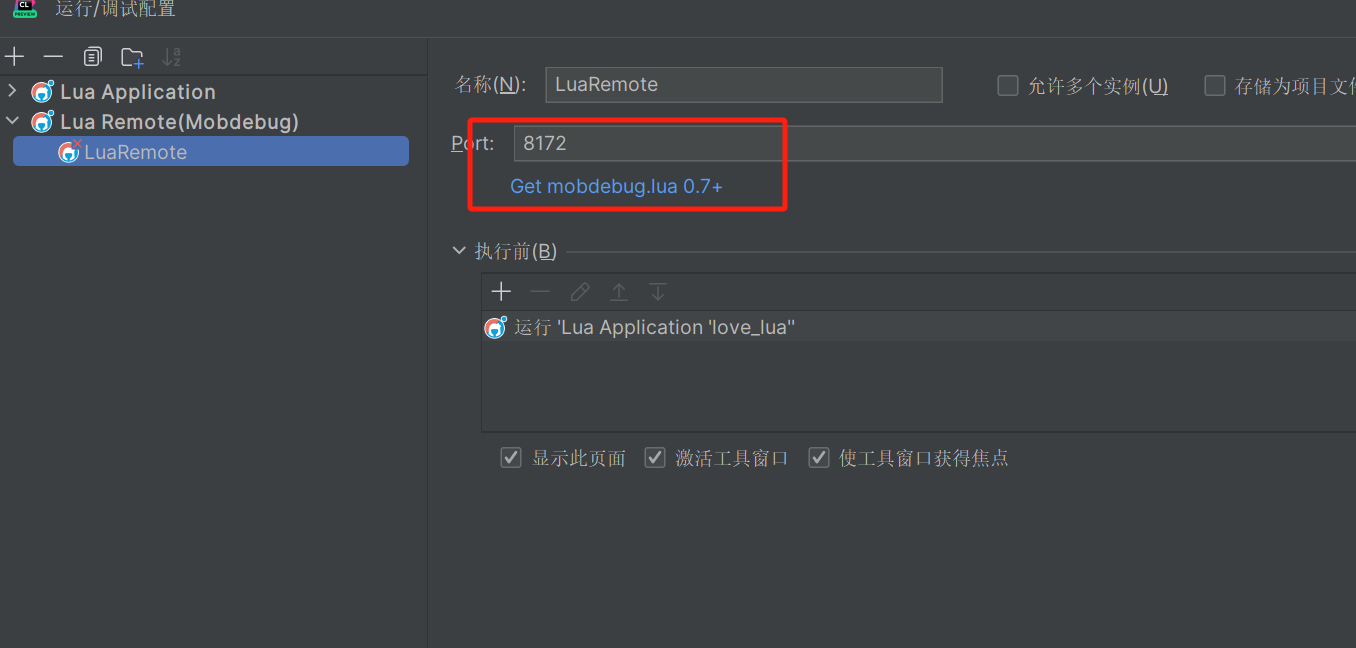 CL
PREVIEW
运行/调试配置
Lua Application
Lua Remote(Mobdebug)
LuaRemote
名称(N): LuaRemote 允许多个实例(U) 存储为项目文
Port: 8172
Get mobdebug.lua 0.7+
执行前(B)
运行 'Lua Application 'love_lua''
显示此页面 激活工具窗口 使工具窗口获得焦点